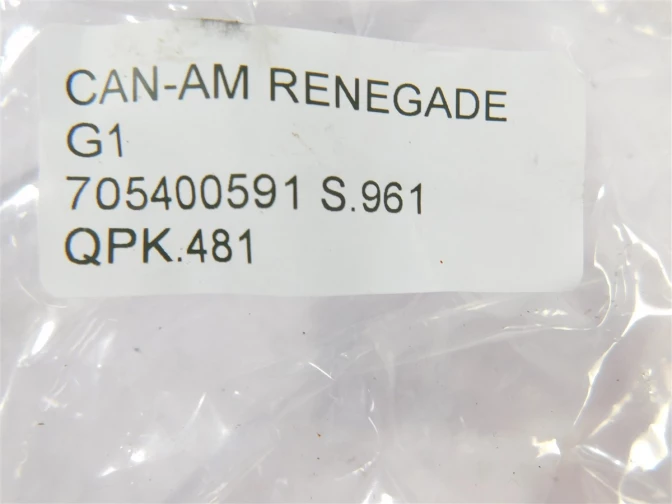 CAN-AM RENEGADE
G1
705400591 S.961
QPK.481